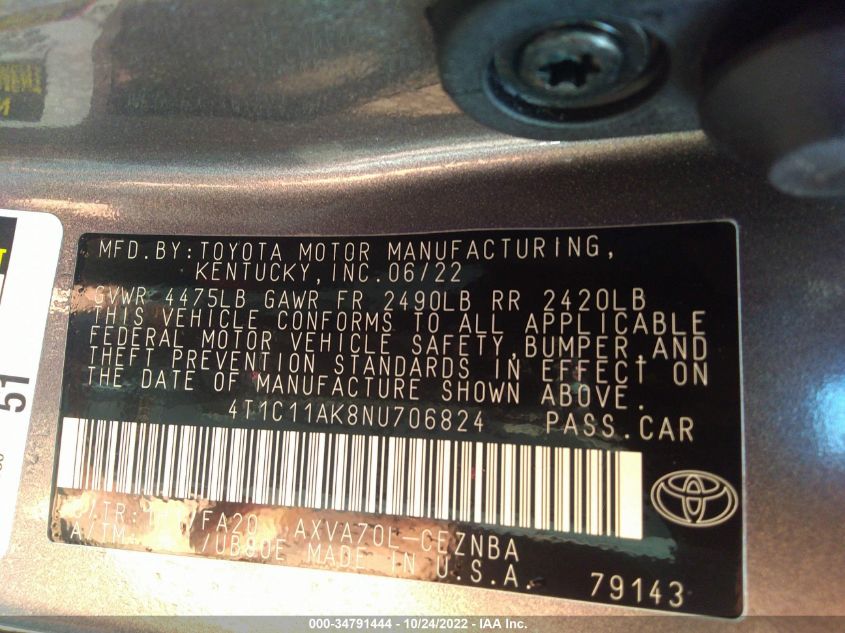 MFD.BY:TOYOTA MOTOR MANUFACTURING,
KENTUCKY,INC.06/22
GVWR 4475LB GAWR FR 2490LB RR 2420LB
THIS VEHICLE CONFORMS TO ALL APPLICABLE
FEDERAL MOTOR VEHICLE SAFETY,BUMPER,AND
THEFT PREVENTION STANDARDS IN EFFECT ON
THE DATE OF MANUFACTURE SHOWN ABOVE.
4T1C11AK8NU706824 PASS.CAR
/TR: /FA20 AXVA70L-CEZNBA
A/TM /UB80E MADE IN U.S.A. 79143
51
000-34791444 - 10/24/2022 - IAA Inc.